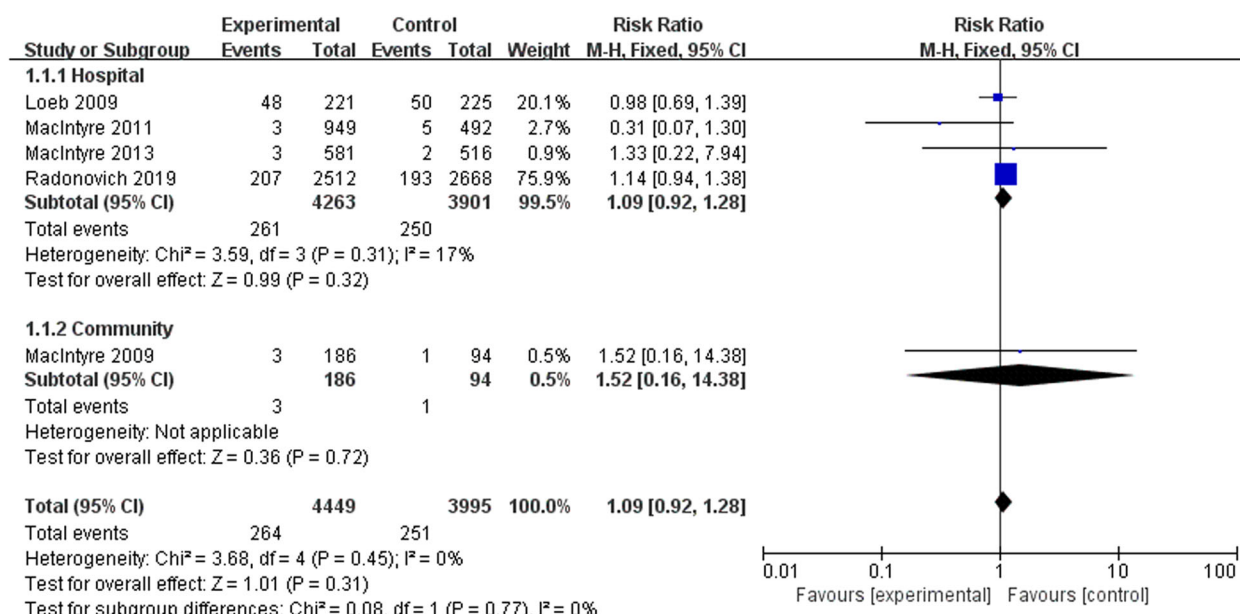 Experimental Control Risk Ratio Risk Ratio
Study or Subgroup Events Total Events Total Weight M-H, Fixed, 95% CI M-H, Fixed, 95% CI
1.1.1 Hospital
Loeb 2009 48 221 50 225 20.1% 0.98 [0.69, 1.39]
MacIntyre 2011 3 949 5 492 2.7% 0.31 [0.07, 1.30]
MacIntyre 2013 3 581 2 516 0.9% 1.33 [0.22, 7.94]
Radonovich 2019 207 2512 193 2668 75.9% 1.14 [0.94, 1.38]
Subtotal (95% CI) 4263 3901 99.5% 1.09 [0.92, 1.28]
Total events 261 250
Heterogeneity: Chi² = 3.59, df = 3 (P = 0.31); I² = 17%
Test for overall effect: Z = 0.99 (P = 0.32)
1.1.2 Community
MacIntyre 2009 3 186 1 94 0.5% 1.52 [0.16, 14.38]
Subtotal (95% CI) 186 94 0.5% 1.52 [0.16, 14.38]
Total events 3 1
Heterogeneity: Not applicable
Test for overall effect: Z = 0.36 (P = 0.72)
Total (95% CI) 4449 3995 100.0% 1.09 [0.92, 1.28]
Total events 264 251
Heterogeneity: Chi² = 3.68, df = 4 (P = 0.45); I² = 0%
Test for overall effect: Z = 1.01 (P = 0.31)
Test for subgroup differences: Chi² = 0.08, df = 1 (P = 0.77), I² = 0%
0.01 0.1 1 10 100
Favours [experimental] Favours [control]